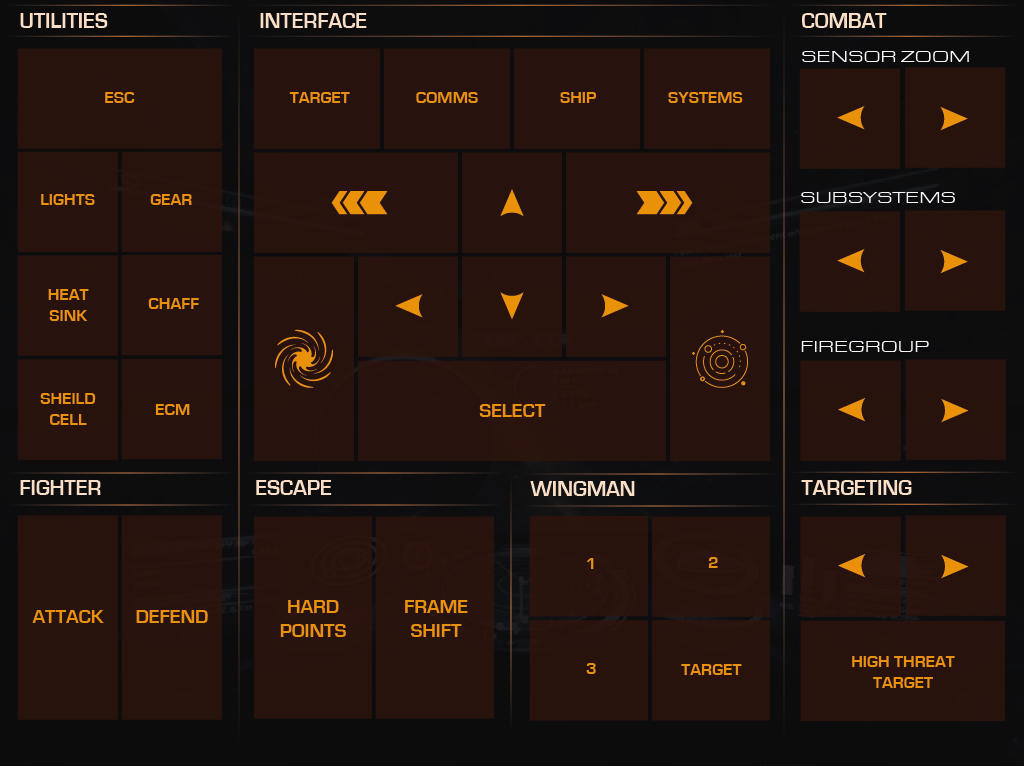 UTILITIES
ESC
LIGHTS
GEAR
HEAT
SINK
CHAFF
SHEILD
CELL
ECM
INTERFACE
TARGET
COMMS
SHIP
SYSTEMS
SELECT
COMBAT
SENSOR ZOOM
SUBSYSTEMS
FIREGROUP
FIGHTER
ATTACK
DEFEND
ESCAPE
HARD
POINTS
FRAME
SHIFT
WINGMAN
1
2
3
TARGET
TARGETING
HIGH THREAT
TARGET